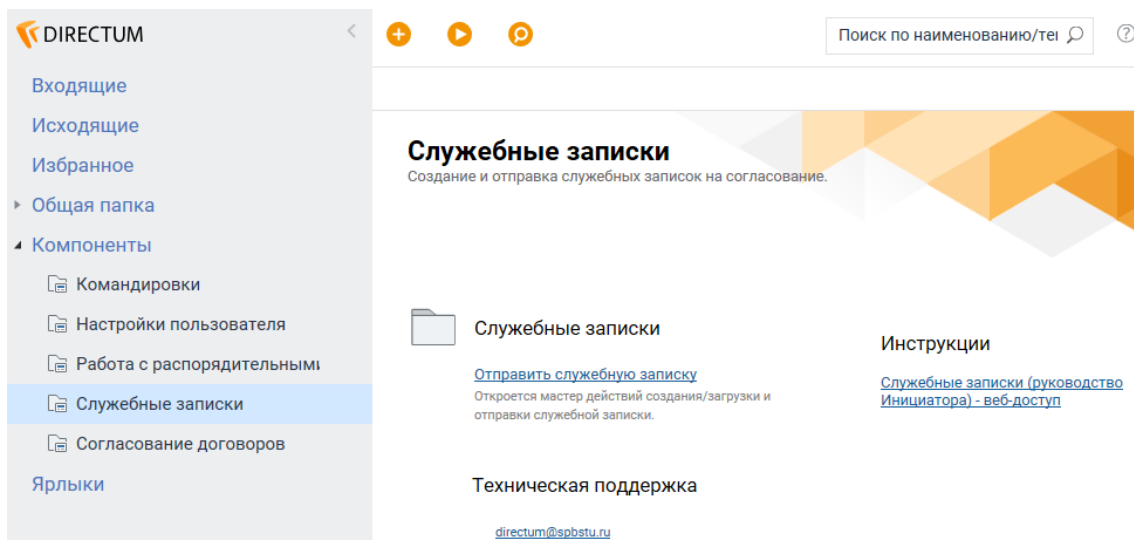 DIRECTUM
Поиск по наименованию/тег
Входящие
Исходящие
Избранное
Общая папка
Компоненты
Командировки
Настройки пользователя
Работа с распорядительными
Служебные записки
Согласование договоров
Ярлыки
Служебные записки
Создание и отправка служебных записок на согласование.
Служебные записки
Отправить служебную записку
Откроется мастер действий создания/загрузки и
отправки служебной записки.
Инструкции
Служебные записки (руководство
Инициатора) - веб-доступ
Техническая поддержка
directum@spbstu.ru